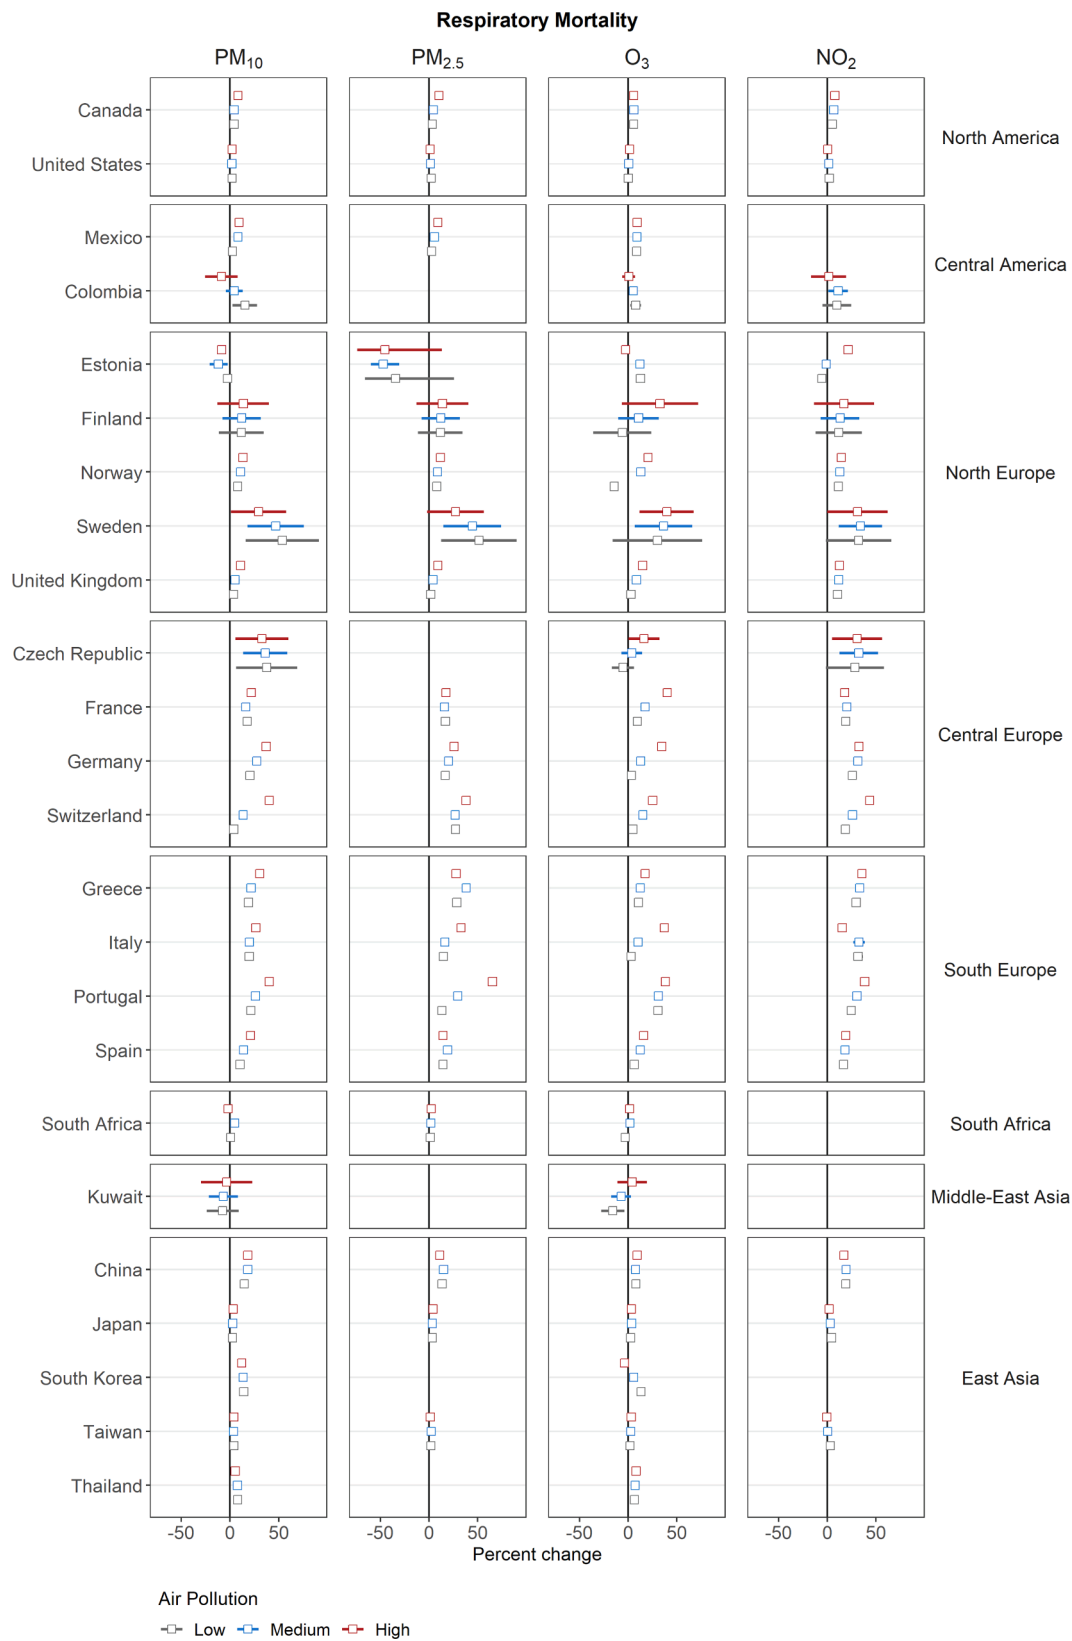 Respiratory Mortality
PM10 PM2.5 O3 NO2
Canada
United States
North America
Mexico
Colombia
Central America
Estonia
Finland
Norway
Sweden
United Kingdom
North Europe
Czech Republic
France
Germany
Switzerland
Central Europe
Greece
Italy
Portugal
Spain
South Europe
South Africa
South Africa
Kuwait
Middle-East Asia
China
Japan
South Korea
Taiwan
Thailand
East Asia
-50 0 50 -50 0 50 -50 0 50 -50 0 50
Percent change
Air Pollution
Low Medium High